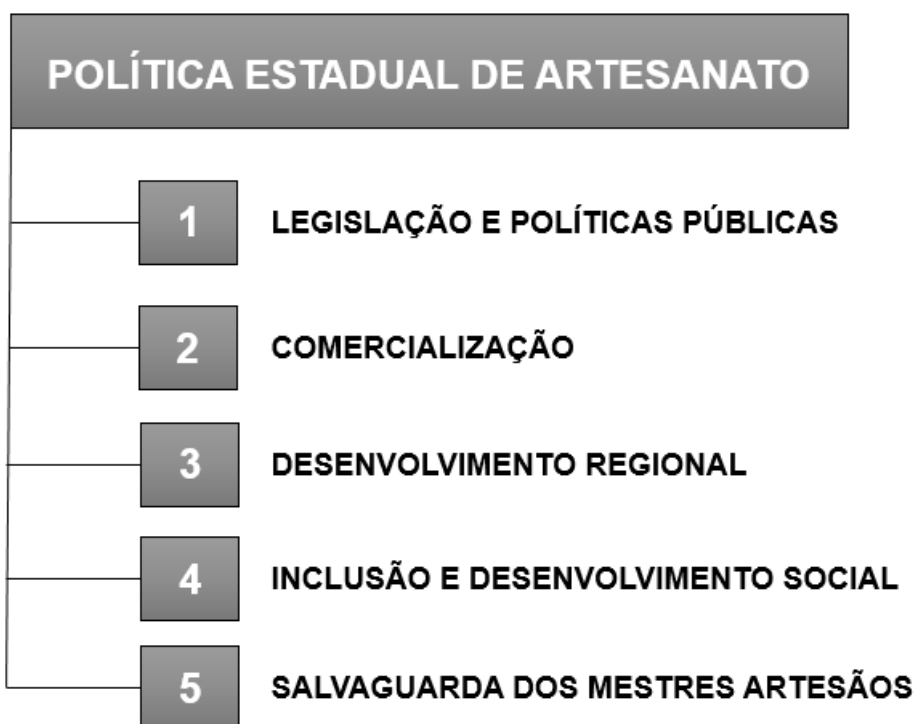 POLÍTICA ESTADUAL DE ARTESANATO
1 LEGISLAÇÃO E POLÍTICAS PÚBLICAS
2 COMERCIALIZAÇÃO
3 DESENVOLVIMENTO REGIONAL
4 INCLUSÃO E DESENVOLVIMENTO SOCIAL
5 SALVAGUARDA DOS MESTRES ARTESÃOS